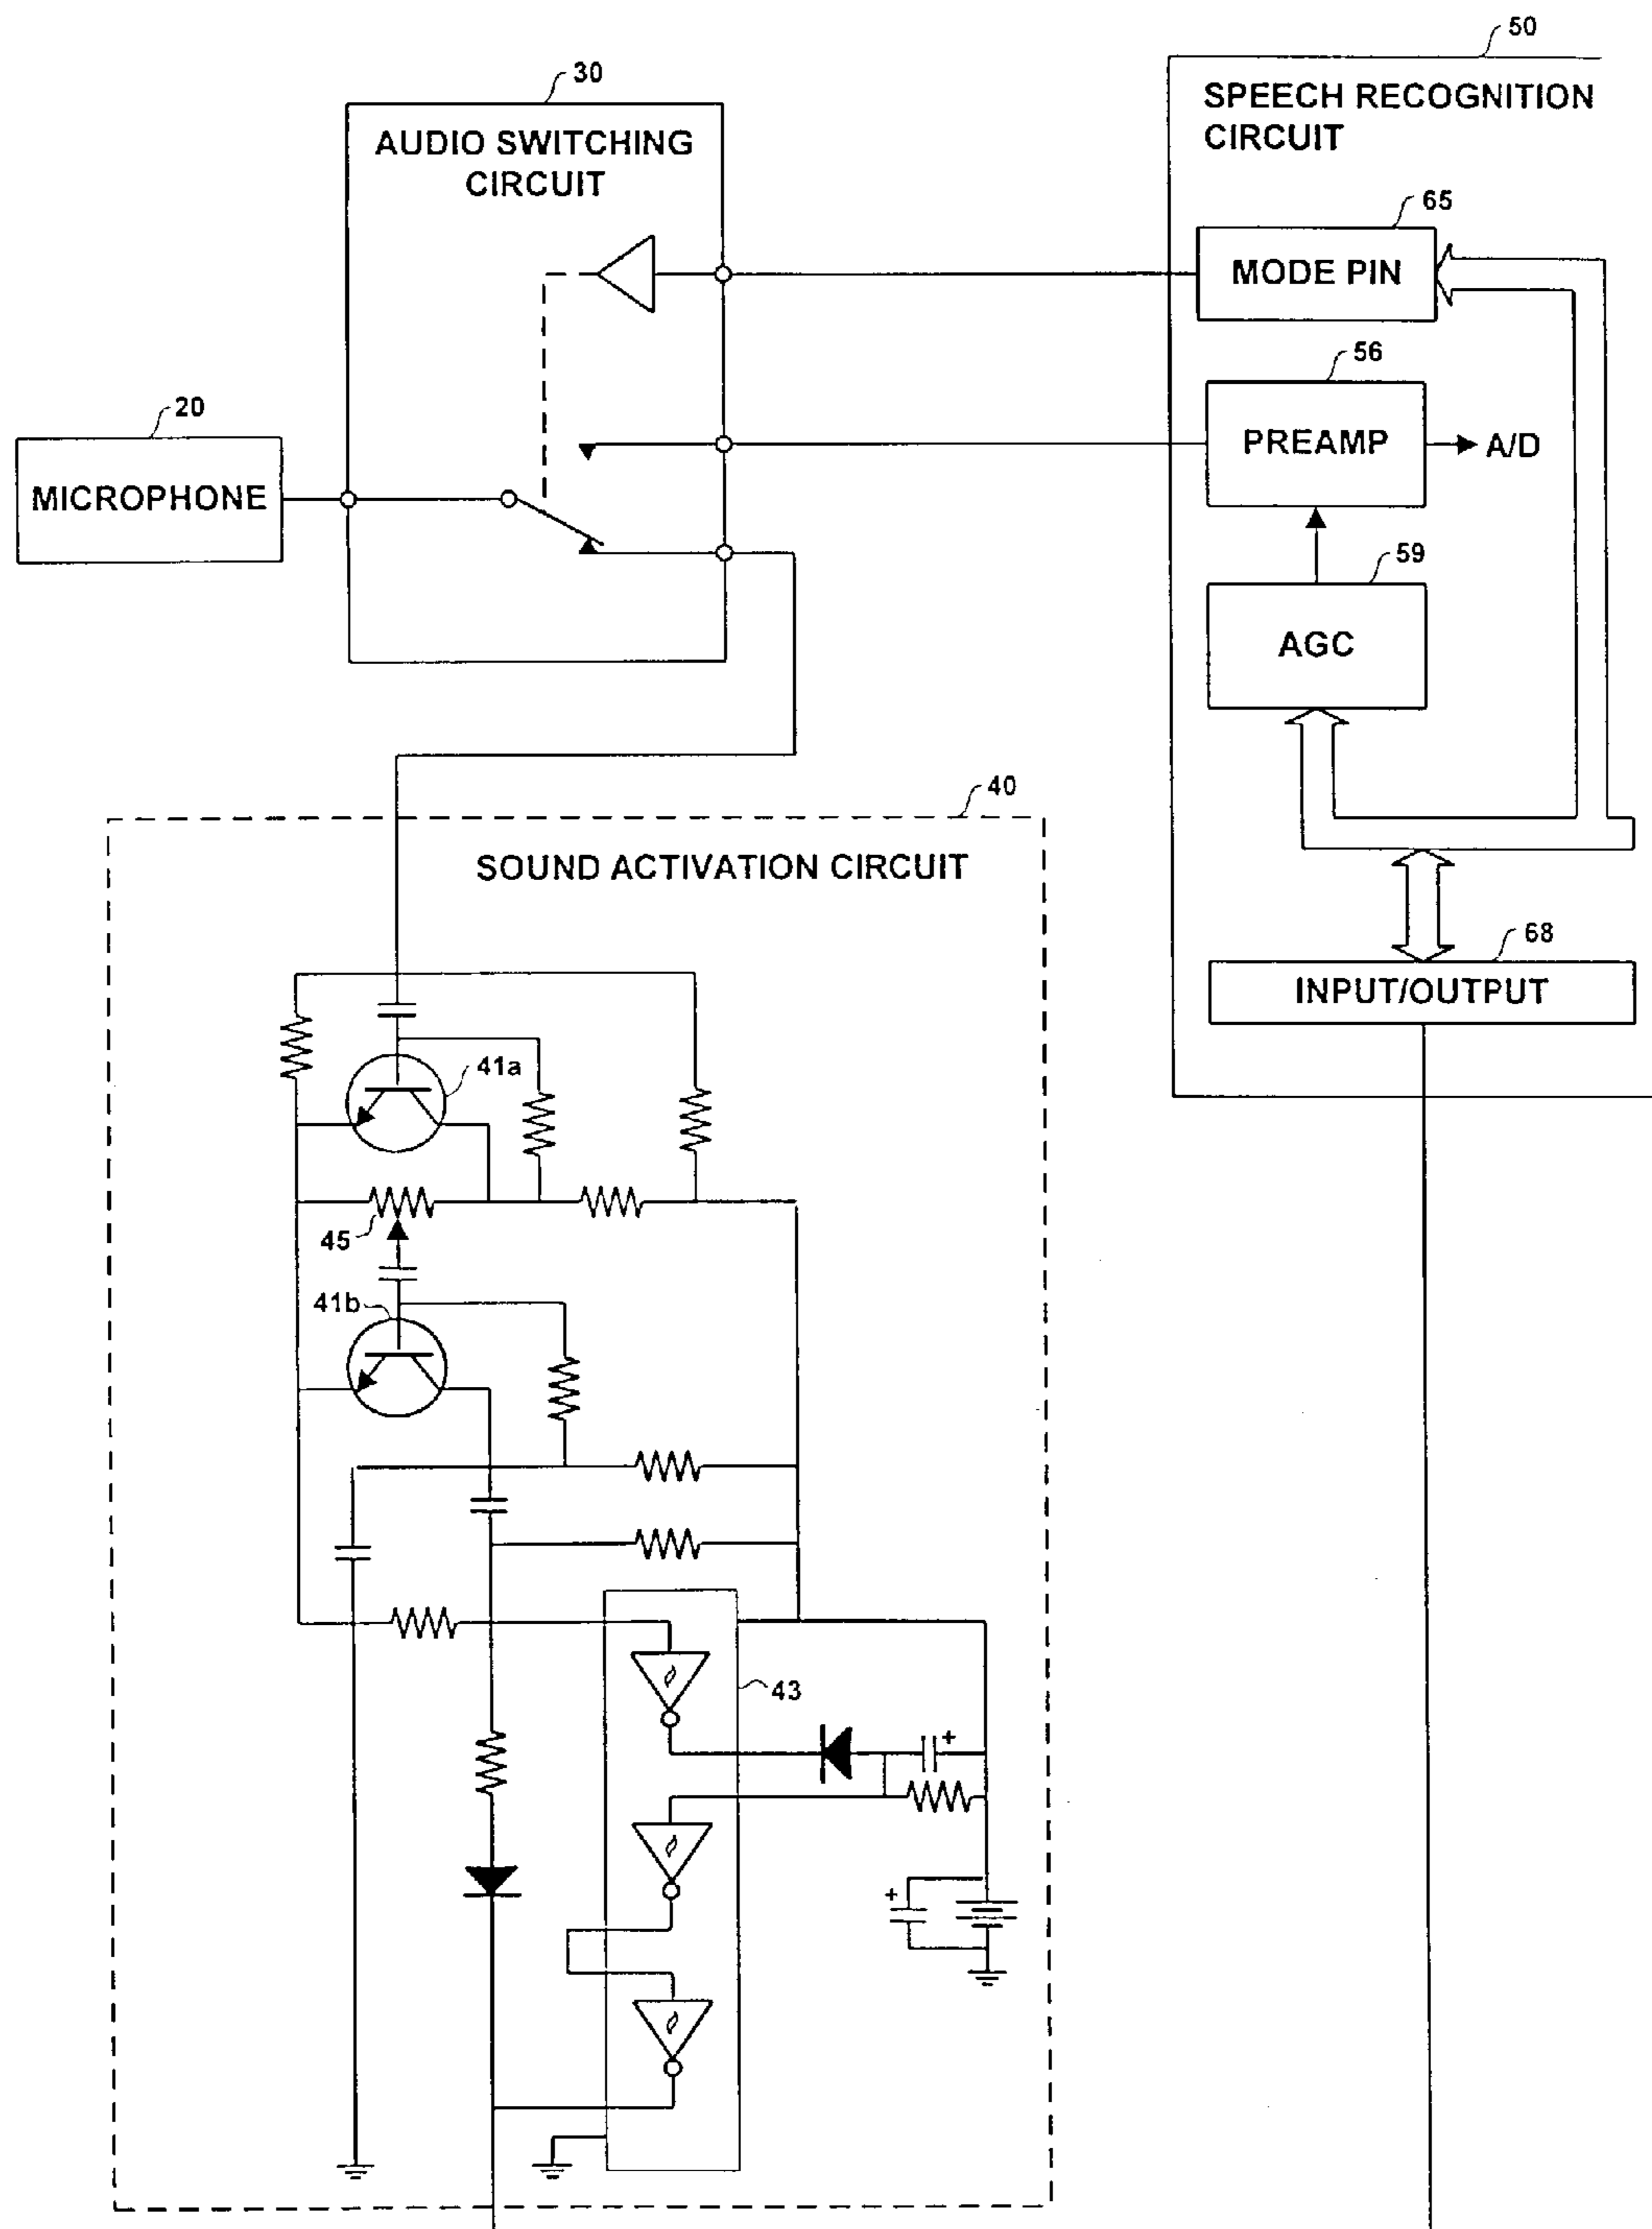 50
30
SPEECH RECOGNITION
CIRCUIT
AUDIO SWITCHING
CIRCUIT
65
MODE PIN
56
20
PREAMP
A/D
MICROPHONE
59
AGC
40
SOUND ACTIVATION CIRCUIT
68
INPUT/OUTPUT
41a
45
41b
43
+
+